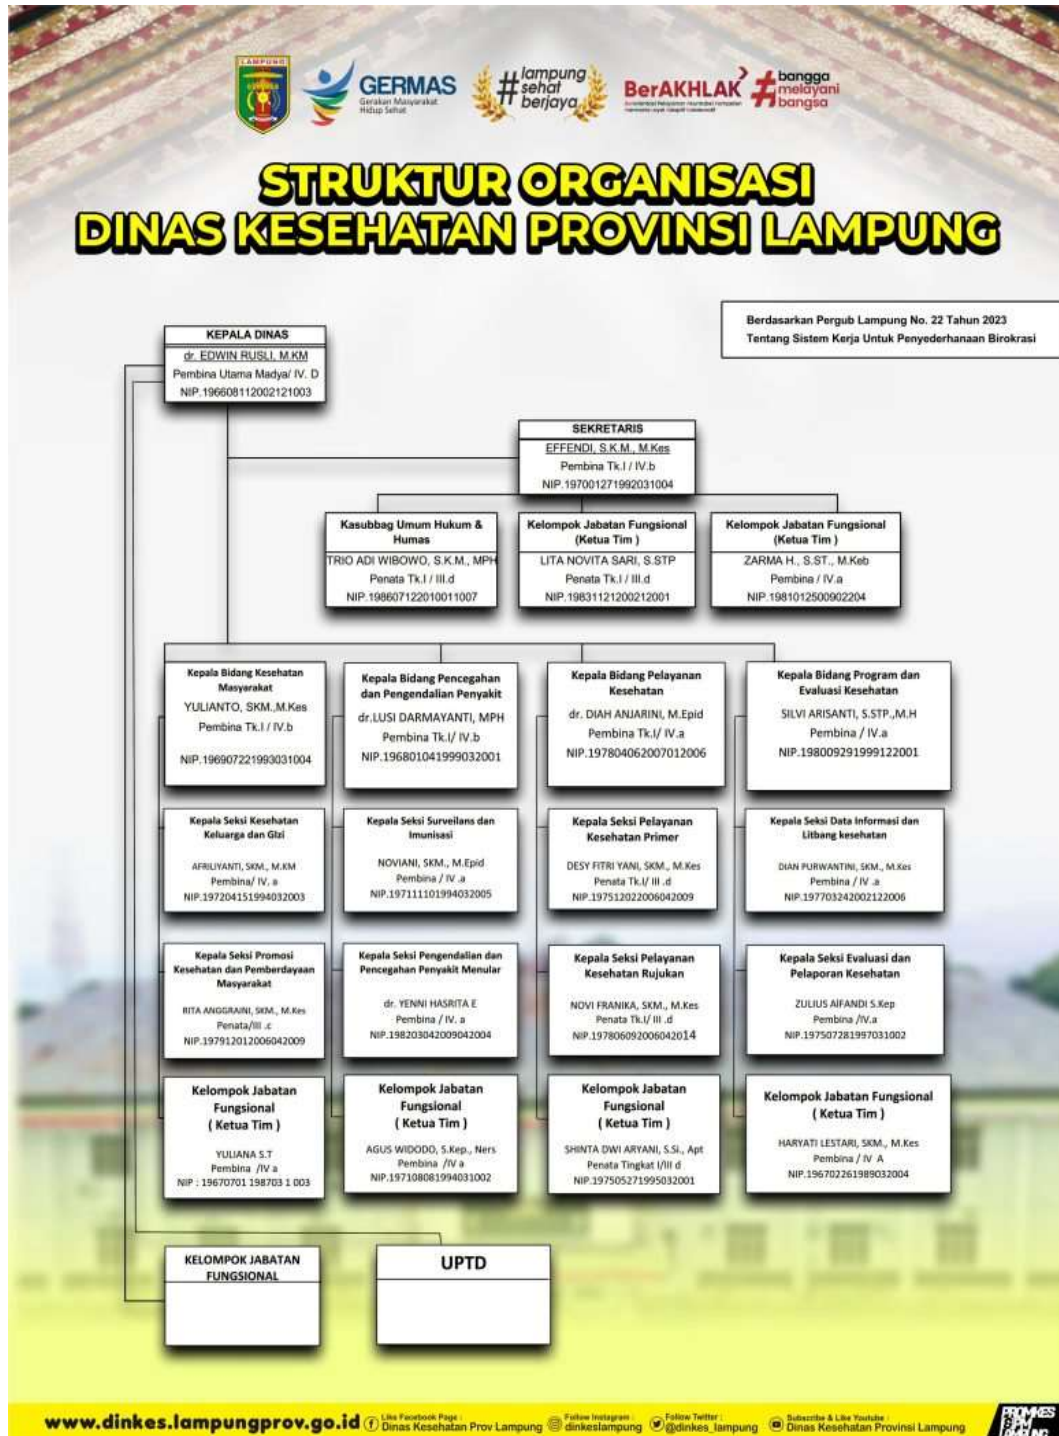 LAMPUNG
GERMAS
Gerakan Masyarakat
Hidup Sehat
#lampung
sehat
berjaya
BerAKHLAK
#bangga
melayani
bangsa
STRUKTUR ORGANISASI
DINAS KESEHATAN PROVINSI LAMPUNG
Berdasarkan Pergub Lampung No. 22 Tahun 2023
Tentang Sistem Kerja Untuk Penyederhanaan Birokrasi
KEPALA DINAS
dr. EDWIN RUSLI, M.KM
Pembina Utama Madya/ IV. D
NIP.196608112002121003
SEKRETARIS
EFFENDI, S.K.M., M.Kes
Pembina Tk.I / IV.b
NIP.197001271992031004
Kasubbag Umum Hukum &
Humas
TRIO ADI WIBOWO, S.K.M., MPH
Penata Tk.I / III.d
NIP.198607122010011007
Kelompok Jabatan Fungsional
(Ketua Tim )
LITA NOVITA SARI, S.STP
Penata Tk.I / III.d
NIP.19831121200212001
Kelompok Jabatan Fungsional
(Ketua Tim )
ZARMA H., S.ST., M.Keb
Pembina / IV.a
NIP.1981012500902204
Kepala Bidang Kesehatan
Masyarakat
YULIANTO, SKM.,M.Kes
Pembina Tk.I / IV.b
NIP.196907221993031004
Kepala Bidang Pencegahan
dan Pengendalian Penyakit
dr.LUSI DARMAYANTI, MPH
Pembina Tk.I/ IV.b
NIP.196801041999032001
Kepala Bidang Pelayanan
Kesehatan
dr. DIAH ANJARINI, M.Epid
Pembina Tk.I/ IV.a
NIP.197804062007012006
Kepala Bidang Program dan
Evaluasi Kesehatan
SILVI ARISANTI, S.STP.,M.H
Pembina / IV.a
NIP.198009291999122001
Kepala Seksi Kesehatan
Keluarga dan GIzi
AFRILIYANTI, SKM., M.KM
Pembina/ IV. a
NIP.197204151994032003
Kepala Seksi Surveilans dan
Imunisasi
NOVIANI, SKM., M.Epid
Pembina / IV .a
NIP.197111101994032005
Kepala Seksi Pelayanan
Kesehatan Primer
DESY FITRI YANI, SKM., M.Kes
Penata Tk.I/ III .d
NIP.197512022006042009
Kepala Seksi Data Informasi dan
Litbang kesehatan
DIAN PURWANTINI, SKM., M.Kes
Pembina / IV .a
NIP.197703242002122006
Kepala Seksi Promosi
Kesehatan dan Pemberdayaan
Masyarakat
RITA ANGGRAINI, SKM., M.Kes
Penata/III .c
NIP.197912012006042009
Kepala Seksi Pengendalian dan
Pencegahan Penyakit Menular
dr. YENNI HASRITA E
Pembina / IV. a
NIP.198203042009042004
Kepala Seksi Pelayanan
Kesehatan Rujukan
NOVI FRANIKA, SKM., M.Kes
Penata Tk.I/ III .d
NIP.197806092006042014
Kepala Seksi Evaluasi dan
Pelaporan Kesehatan
ZULIUS AlFANDI S.Kep
Pembina /IV.a
NIP.197507281997031002
Kelompok Jabatan
Fungsional
( Ketua Tim )
YULIANA S.T
Pembina /IV a
NIP : 19670701 198703 1 003
Kelompok Jabatan
Fungsional
( Ketua Tim )
AGUS WIDODO, S.Kep., Ners
Pembina /IV a
NIP.197108081994031002
Kelompok Jabatan
Fungsional
( Ketua Tim )
SHINTA DWI ARYANI, S.Si., Apt
Penata Tingkat I/III d
NIP.197505271995032001
Kelompok Jabatan Fungsional
( Ketua Tim )
HARYATI LESTARI, SKM., M.Kes
Pembina / IV A
NIP.196702261989032004
KELOMPOK JABATAN
FUNGSIONAL
UPTD
www.dinkes.lampungprov.go.id
Like Facebook Page :
Dinas Kesehatan Prov Lampung
Follow Instagram :
dinkeslampung
Follow Twitter :
@dinkes_lampung
Subscribe & Like Youtube :
Dinas Kesehatan Provinsi Lampung
PROMKES
& PM
LAMPUNG